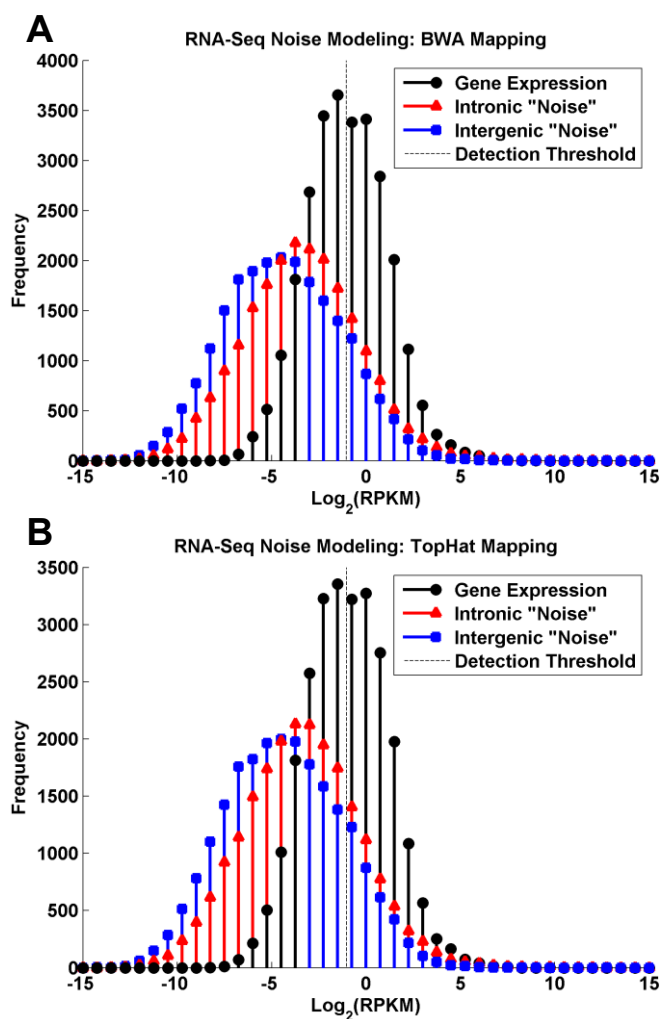 A
RNA-Seq Noise Modeling: BWA Mapping
4000
3500
3000
2500
2000
1500
1000
500
0
Frequency
Gene Expression
Intronic "Noise"
Intergenic "Noise"
Detection Threshold
-15 -10 -5 0 5 10 15
Log2(RPKM)
B
RNA-Seq Noise Modeling: TopHat Mapping
3500
3000
2500
2000
1500
1000
500
0
Frequency
Gene Expression
Intronic "Noise"
Intergenic "Noise"
Detection Threshold
-15 -10 -5 0 5 10 15
Log2(RPKM)